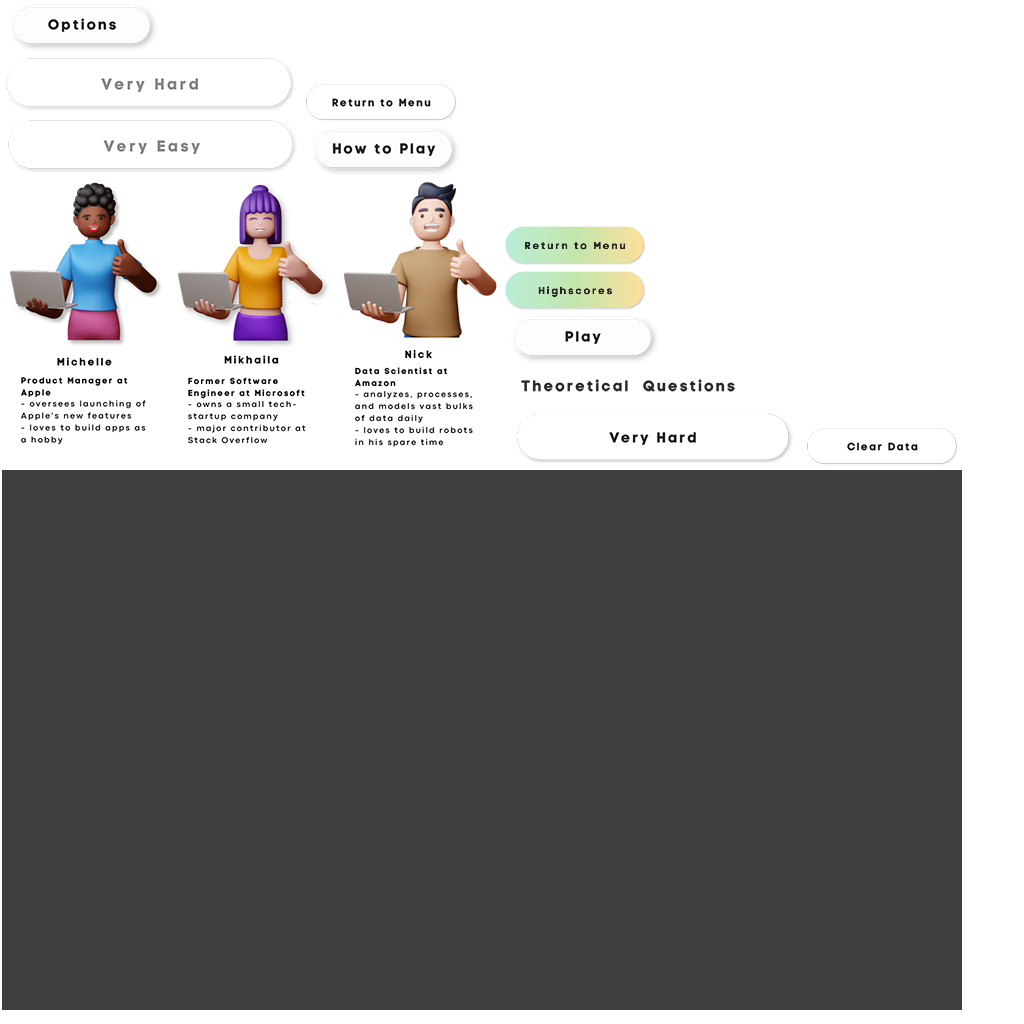 Options
Very Hard
Return to Menu
Very Easy
How to Play
Return to Menu
Highscores
Play
Michelle
Product Manager at
Apple
- oversees launching of
Apple's new features
- loves to build apps as
a hobby
Mikhaila
Former Software
Engineer at Microsoft
- owns a small tech-
startup company
- major contributor at
Stack Overflow
Nick
Data Scientist at
Amazon
- analyzes, processes,
and models vast bulks
of data daily
- loves to build robots
in his spare time
Theoretical Questions
Very Hard
Clear Data